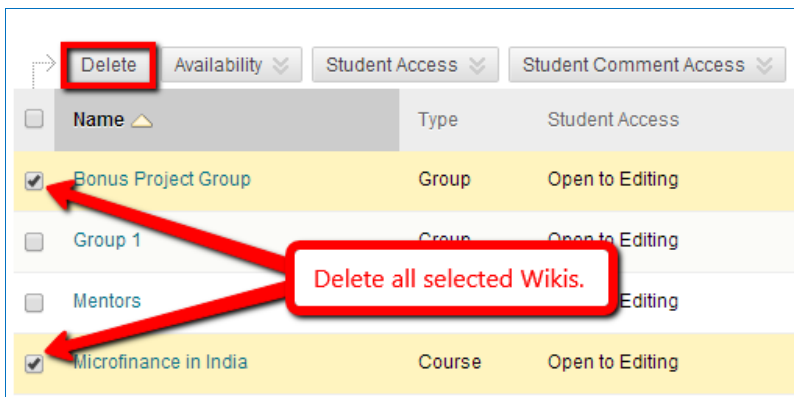 Delete Availability Student Access Student Comment Access
Name Type Student Access
Bonus Project Group Group Open to Editing
Group 1 Group Open to Editing
Delete all selected Wikis.
Mentors Editing
Microfinance in India Course Open to Editing